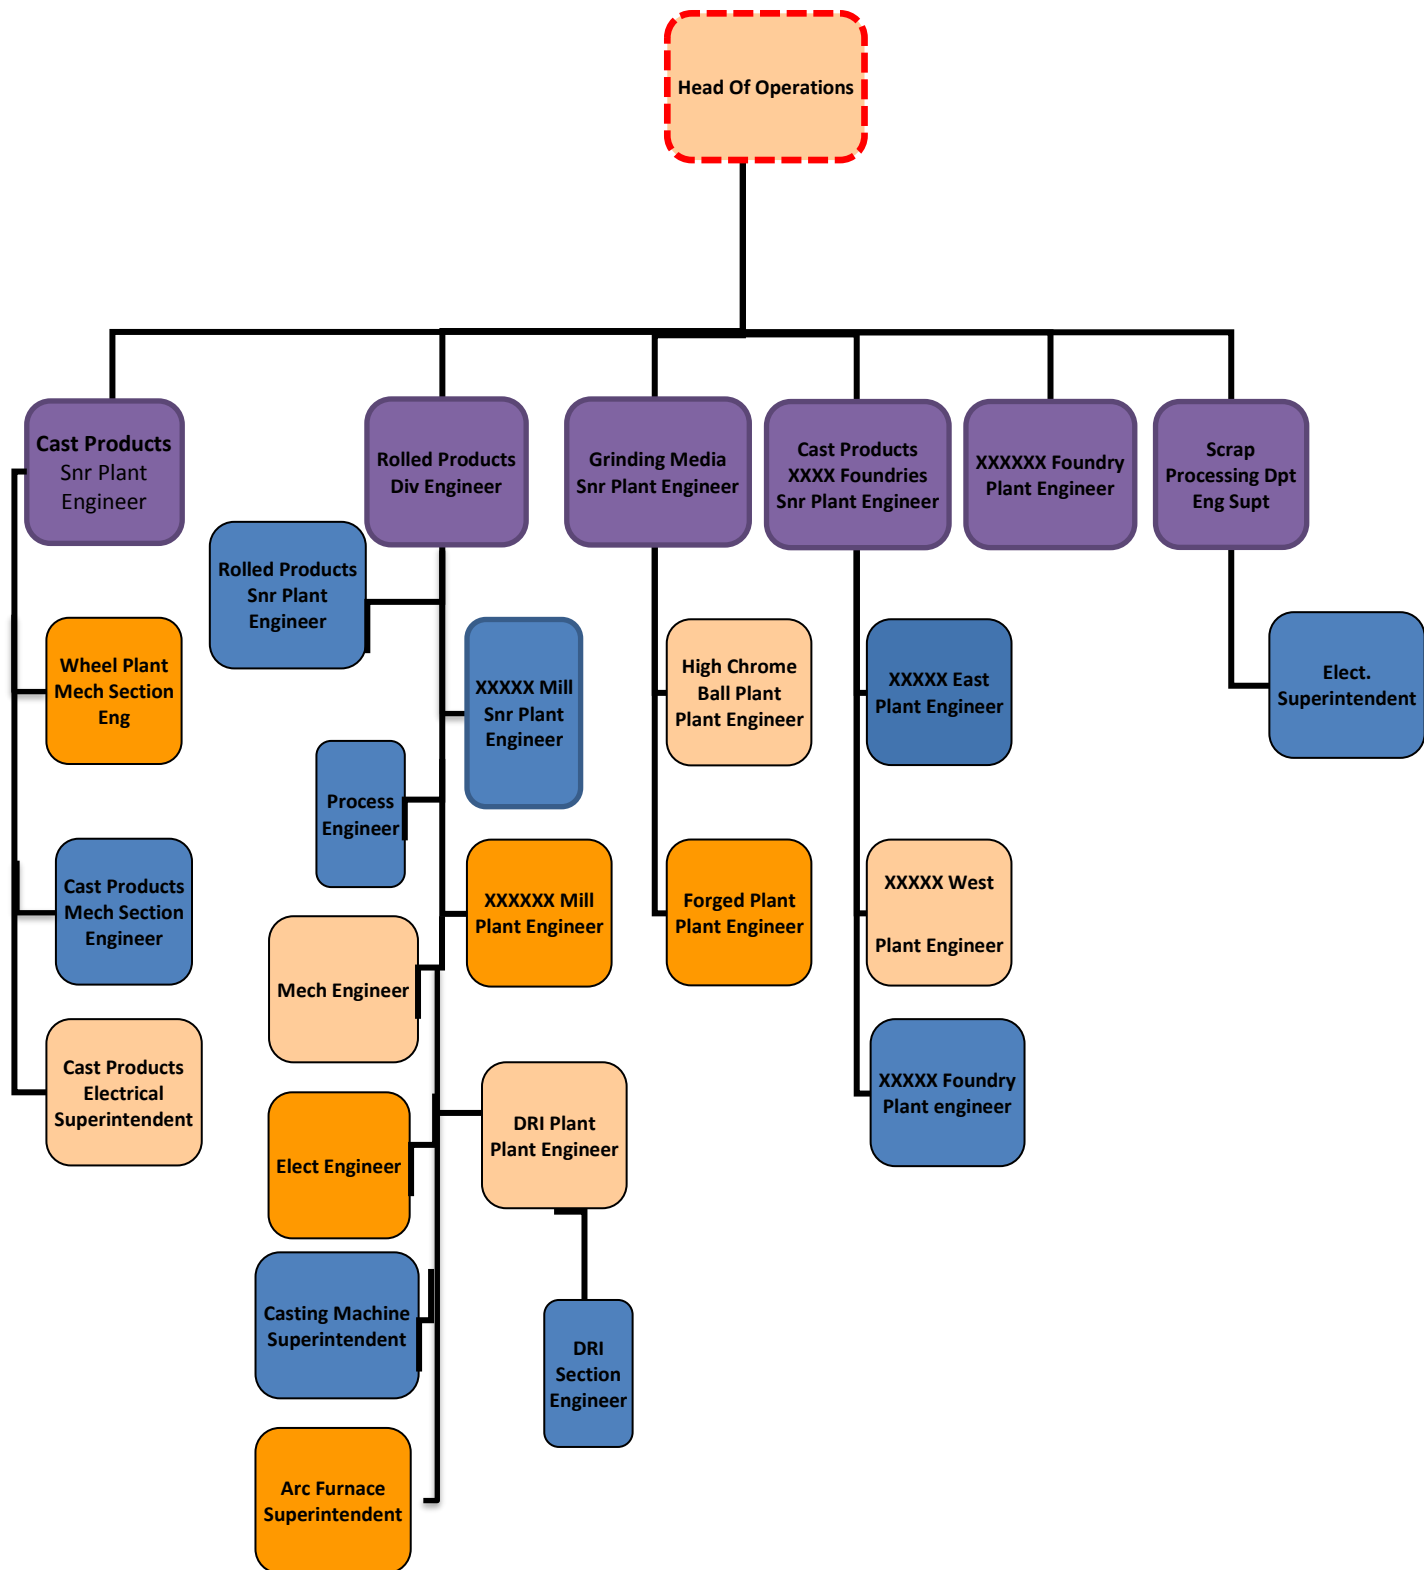 Head Of Operations
Cast Products
Snr Plant
Engineer
Rolled Products
Div Engineer
Grinding Media
Snr Plant Engineer
Cast Products
XXXX Foundries
Snr Plant Engineer
XXXXXX Foundry
Plant Engineer
Scrap
Processing Dpt
Eng Supt
Rolled Products
Snr Plant
Engineer
Wheel Plant
Mech Section
Eng
XXXXX Mill
Snr Plant
Engineer
High Chrome
Ball Plant
Plant Engineer
XXXXX East
Plant Engineer
Elect.
Superintendent
Process
Engineer
Cast Products
Mech Section
Engineer
XXXXXX Mill
Plant Engineer
Forged Plant
Plant Engineer
XXXXX West
Plant Engineer
Mech Engineer
Cast Products
Electrical
Superintendent
XXXXX Foundry
Plant engineer
DRI Plant
Plant Engineer
Elect Engineer
Casting Machine
Superintendent
DRI
Section
Engineer
Arc Furnace
Superintendent